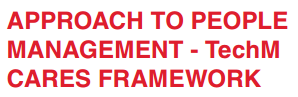 APPROACH TO PEOPLE
MANAGEMENT - TechM
CARES FRAMEWORK